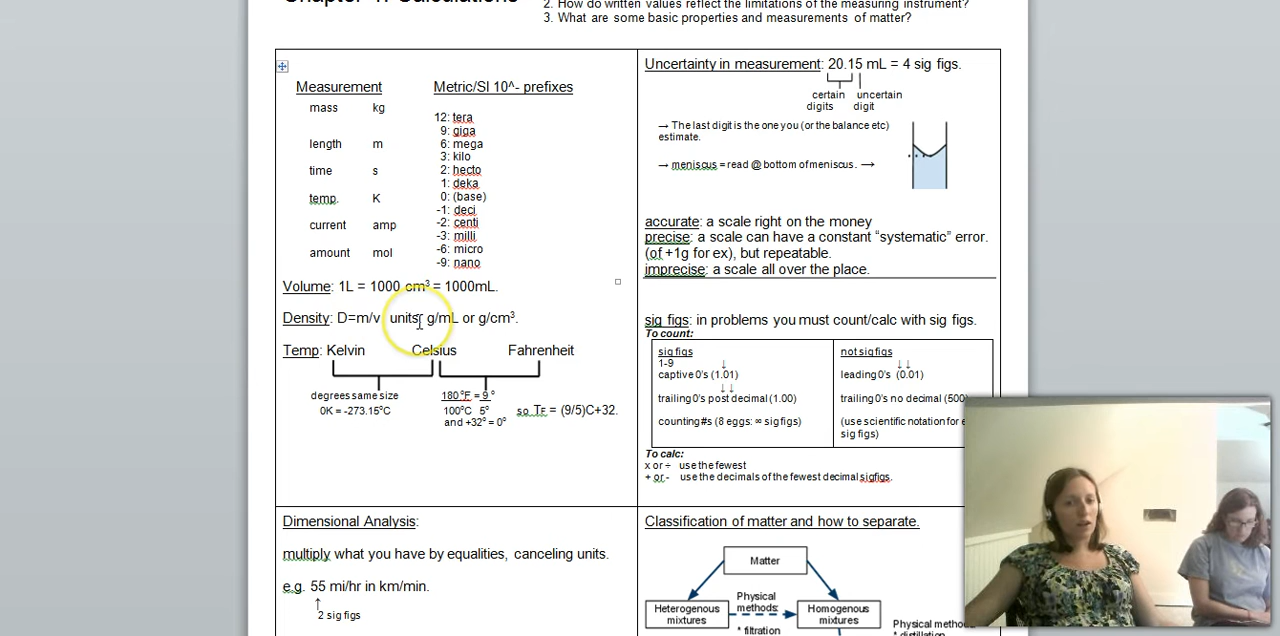 Chapter 1: Calculations
2. How do written values reflect the limitations of the measuring instrument?
3. What are some basic properties and measurements of matter?
Measurement
mass kg
length m
time s
temp. K
current amp
amount mol
Metric/SI 10^- prefixes
12: tera
9: giga
6: mega
3: kilo
2: hecto
1: deka
0: (base)
-1: deci
-2: centi
-3: milli
-6: micro
-9: nano
Volume: 1L = 1000 cm³ = 1000mL.
Density: D=m/v units: g/mL or g/cm³.
Temp: Kelvin Celsius Fahrenheit
degrees same size
0K = -273.15°C
180°F = 9°
100°C 5°
and +32° = 0°
so TF = (9/5)C+32.
Uncertainty in measurement: 20.15 mL = 4 sig figs.
certain digits
uncertain digit
→ The last digit is the one you (or the balance etc)
estimate.
→ meniscus = read @ bottom of meniscus. →
accurate: a scale right on the money
precise: a scale can have a constant “systematic” error.
(of +1g for ex), but repeatable.
imprecise: a scale all over the place.
sig figs: in problems you must count/calc with sig figs.
To count:
sig figs
1-9
captive 0's (1.01)
trailing 0's post decimal (1.00)
counting #s (8 eggs: ∞ sig figs)
not sig figs
leading 0's (0.01)
trailing 0's no decimal (500)
(use scientific notation for
sig figs)
To calc:
x or ÷ use the fewest
+ or - use the decimals of the fewest decimal sigfigs.
Dimensional Analysis:
multiply what you have by equalities, canceling units.
e.g. 55 mi/hr in km/min.
↑
2 sig figs
Classification of matter and how to separate.
Matter
Heterogenous
mixtures
Physical
methods:
* filtration
Homogenous
mixtures
Physical
* distillation